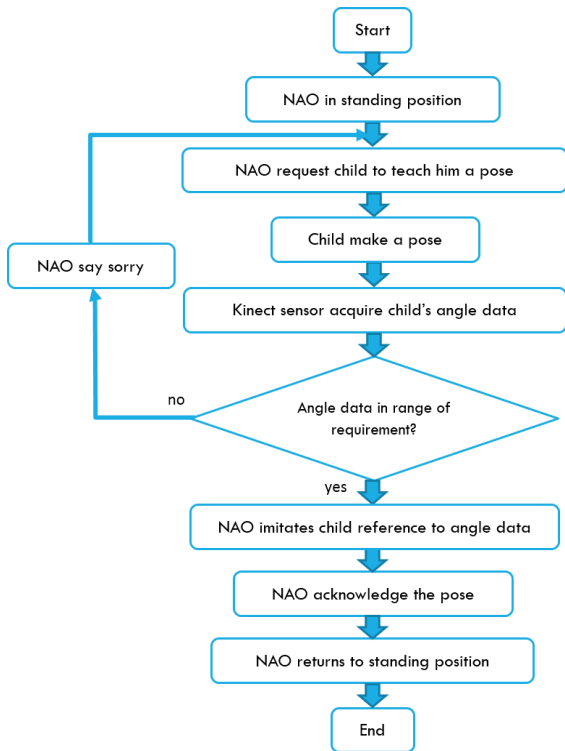 Start
NAO in standing position
NAO request child to teach him a pose
Child make a pose
NAO say sorry
Kinect sensor acquire child's angle data
no
Angle data in range of
requirement?
yes
NAO imitates child reference to angle data
NAO acknowledge the pose
NAO returns to standing position
End